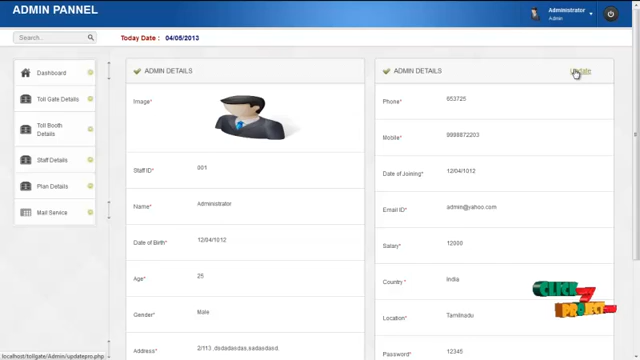 ADMIN PANNEL
Administrator
Admin
Search...
Today Date : 04/05/2013
Dashboard
Toll Gate Details
Toll Booth
Details
Staff Details
Plan Details
Mail Service
ADMIN DETAILS
Image*
Staff ID* 001
Name* Administrator
Date of Birth* 12/04/1012
Age* 25
Gender* Male
Address* 2/113 ,dsdadandas,sadasdasd
ADMIN DETAILS
Update
Phone* 653725
Mobile* 9999872203
Date of Joining* 12/04/1012
Email ID* admin@yahoo.com
Salary* 12000
Country* India
Location* Tamilnadu
Password* 12345
CLICK
PROJECT
localhost/tollgate/Admin/updatepro.php